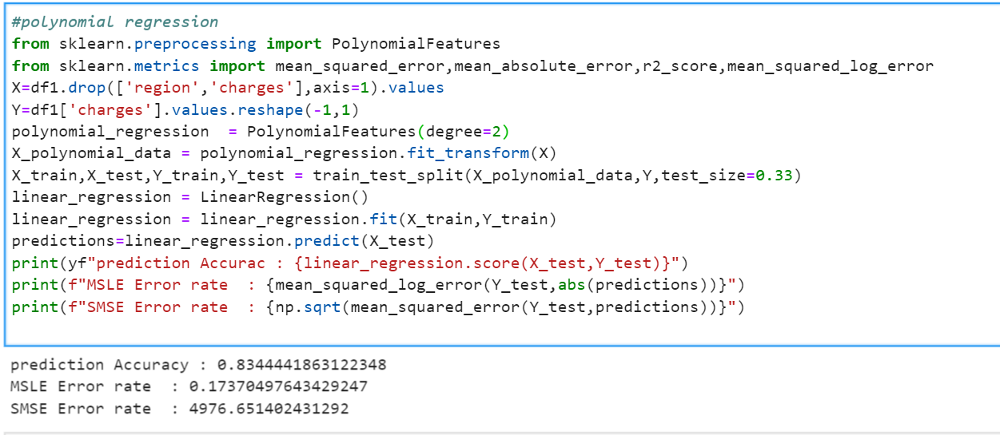 #polynomial regression
from sklearn.preprocessing import PolynomialFeatures
from sklearn.metrics import mean_squared_error,mean_absolute_error,r2_score,mean_squared_log_error
X=df1.drop(['region','charges'],axis=1).values
Y=df1['charges'].values.reshape(-1,1)
polynomial_regression  = PolynomialFeatures(degree=2)
X_polynomial_data = polynomial_regression.fit_transform(X)
X_train,X_test,Y_train,Y_test = train_test_split(X_polynomial_data,Y,test_size=0.33)
linear_regression = LinearRegression()
linear_regression = linear_regression.fit(X_train,Y_train)
predictions=linear_regression.predict(X_test)
print(yf"prediction Accurac : {linear_regression.score(X_test,Y_test)}")
print(f"MSLE Error rate  : {mean_squared_log_error(Y_test,abs(predictions))}")
print(f"SMSE Error rate  : {np.sqrt(mean_squared_error(Y_test,predictions))}")
prediction Accuracy : 0.8344441863122348
MSLE Error rate  : 0.17370497643429247
SMSE Error rate  : 4976.651402431292